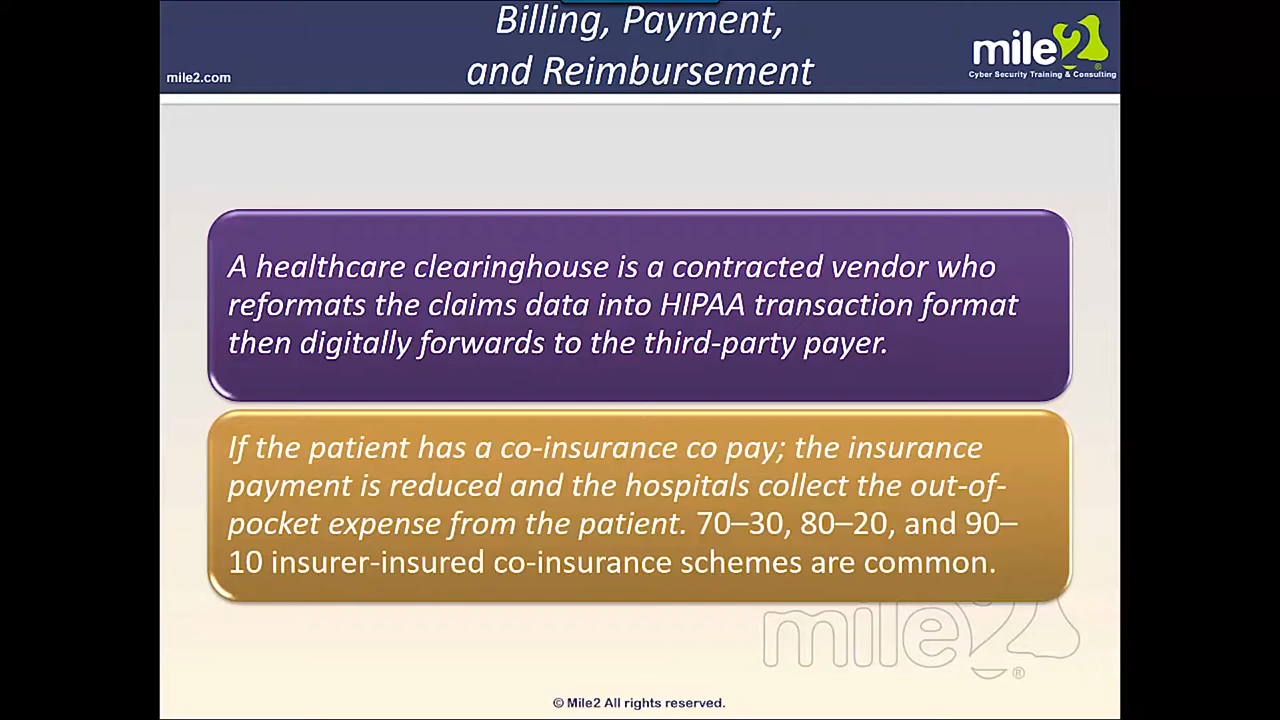 Billing, Payment,
and Reimbursement
mile2.com
mile2
Cyber Security Training & Consulting
A healthcare clearinghouse is a contracted vendor who
reformats the claims data into HIPAA transaction format
then digitally forwards to the third-party payer.
If the patient has a co-insurance co pay; the insurance
payment is reduced and the hospitals collect the out-of-
pocket expense from the patient. 70–30, 80–20, and 90–
10 insurer-insured co-insurance schemes are common.
mile2®
© Mile2 All rights reserved.